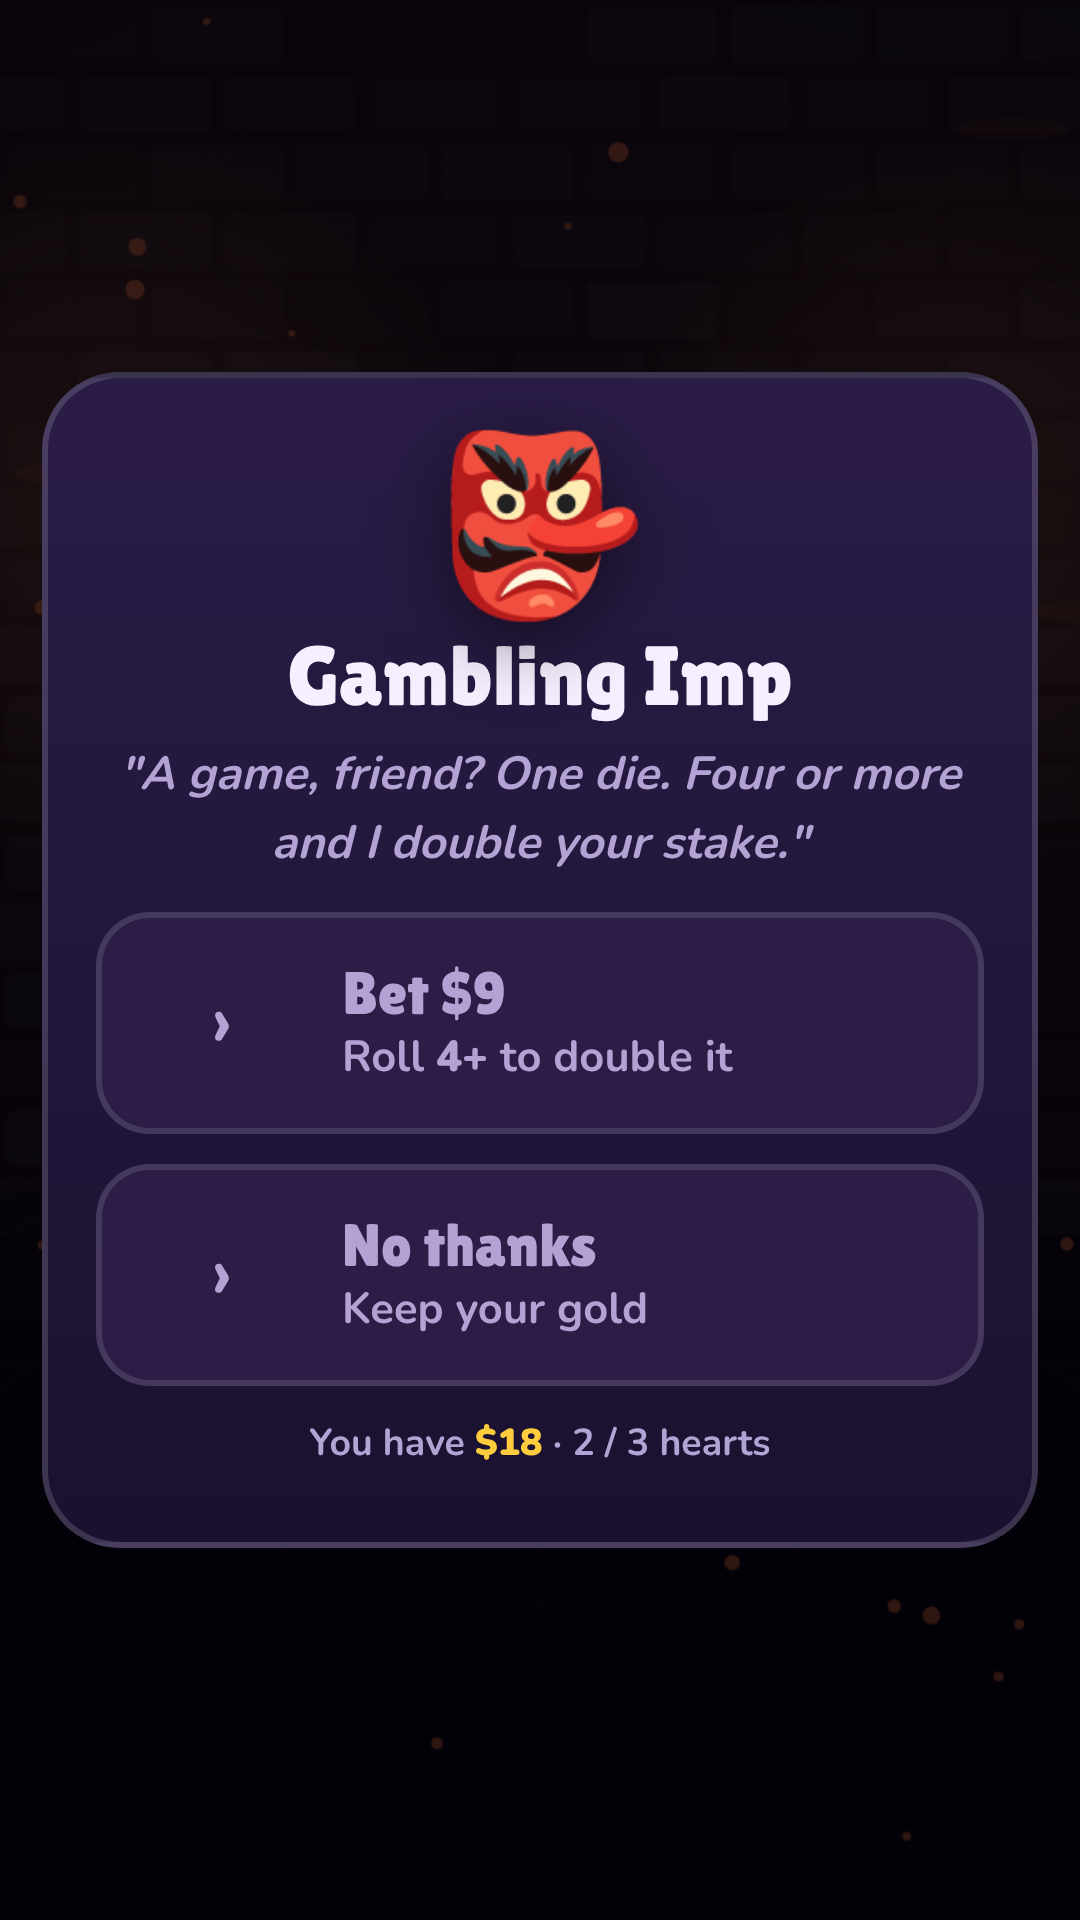 Gambling Imp
"A game, friend? One die. Four or more
and I double your stake."
›
Bet $9
Roll 4+ to double it
›
No thanks
Keep your gold
You have $18 · 2 / 3 hearts